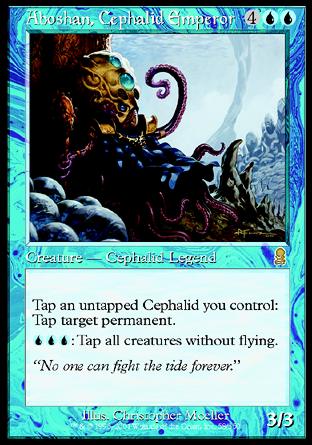 Aboshan, Cephalid Emperor 4
Creature — Cephalid Legend
Tap an untapped Cephalid you control:
Tap target permanent.
: Tap all creatures without flying.
“No one can fight the tide forever.”
Illus. Christopher Moeller
3/3